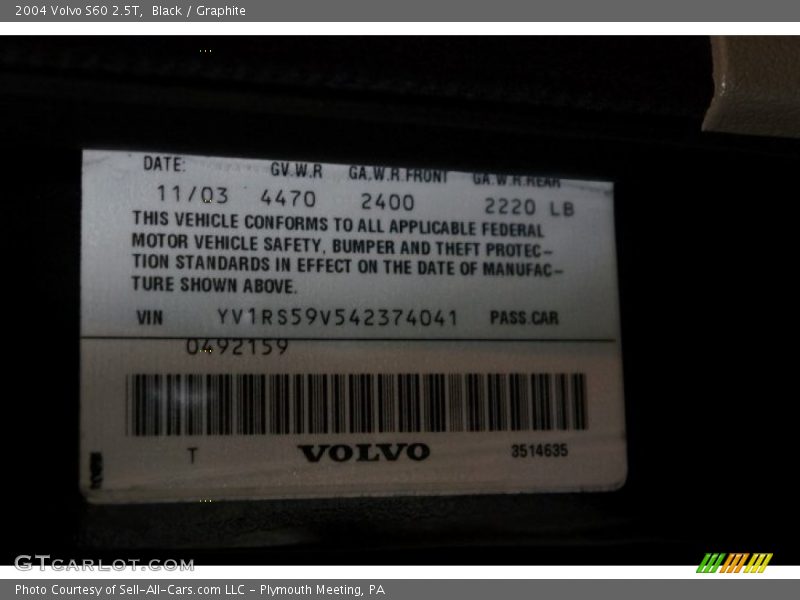 2004 Volvo S60 2.5T,  Black / Graphite
DATE: G.V.W.R GA.W.R.FRONT GA.W.R.REAR
11/03 4470 2400 2220 LB
THIS VEHICLE CONFORMS TO ALL APPLICABLE FEDERAL
MOTOR VEHICLE SAFETY, BUMPER AND THEFT PROTEC-
TION STANDARDS IN EFFECT ON THE DATE OF MANUFAC-
TURE SHOWN ABOVE.
VIN YV1RS59V542374041 PASS.CAR
0492159
T VOLVO 3514635
GTCARLOT.COM
Photo Courtesy of Sell-All-Cars.com LLC - Plymouth Meeting, PA